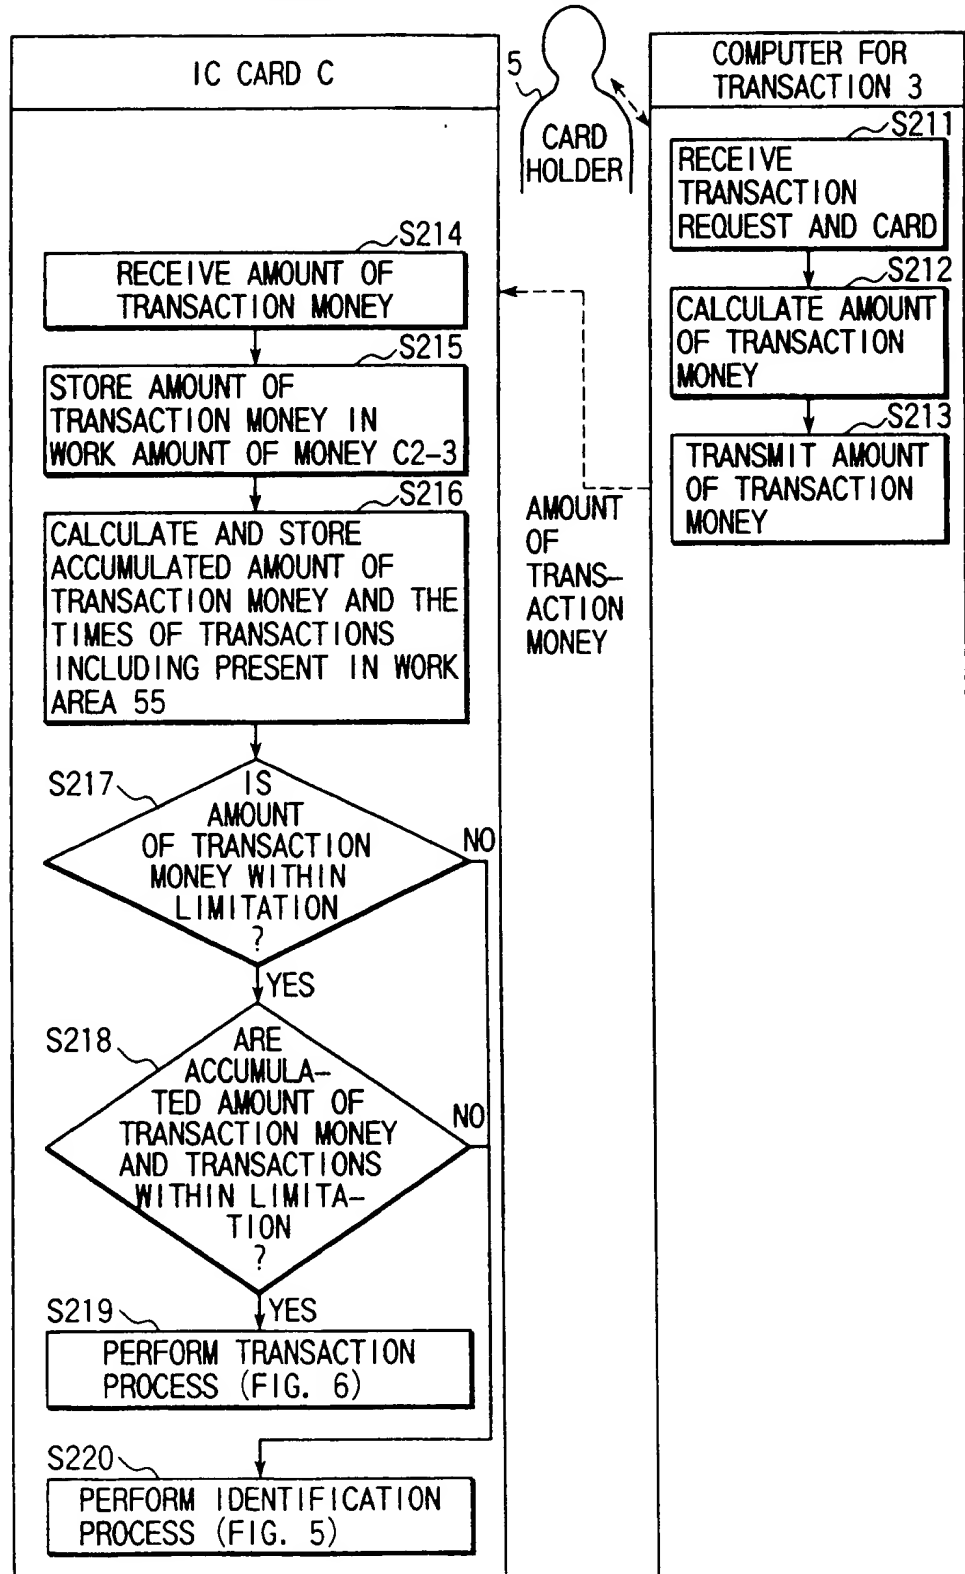 IC CARD C
5
CARD
HOLDER
COMPUTER FOR
TRANSACTION 3
S211
RECEIVE
TRANSACTION
REQUEST AND CARD
S212
CALCULATE AMOUNT
OF TRANSACTION
MONEY
S213
TRANSMIT AMOUNT
OF TRANSACTION
MONEY
AMOUNT
OF
TRANS-
ACTION
MONEY
S214
RECEIVE AMOUNT OF
TRANSACTION MONEY
S215
STORE AMOUNT OF
TRANSACTION MONEY IN
WORK AMOUNT OF MONEY C2-3
S216
CALCULATE AND STORE
ACCUMULATED AMOUNT OF
TRANSACTION MONEY AND THE
TIMES OF TRANSACTIONS
INCLUDING PRESENT IN WORK
AREA 55
S217
IS
AMOUNT
OF TRANSACTION
MONEY WITHIN
LIMITATION
?
NO
YES
S218
ARE
ACCUMULA-
TED AMOUNT OF
TRANSACTION MONEY
AND TRANSACTIONS
WITHIN LIMITA-
TION
?
NO
YES
S219
PERFORM TRANSACTION
PROCESS (FIG. 6)
S220
PERFORM IDENTIFICATION
PROCESS (FIG. 5)